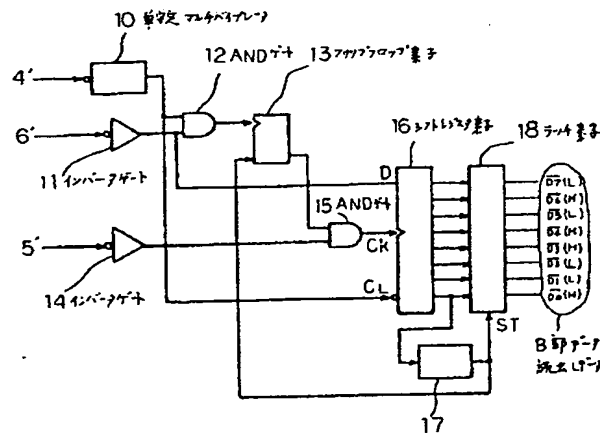 10 単安定 マルチバイブレータ
12 ANDゲート
13 フリップフロップ素子
4'
6'
11 インバータゲート
16 シフトレジスタ素子
18 ラッチ素子
D
15 ANDゲート
5'
CK
14 インバータゲート
CL
D7(L)
D6(H)
D5(L)
D4(H)
D3(H)
D2(L)
D1(L)
D0(H)
ST
8部データ
読出しデータ
17